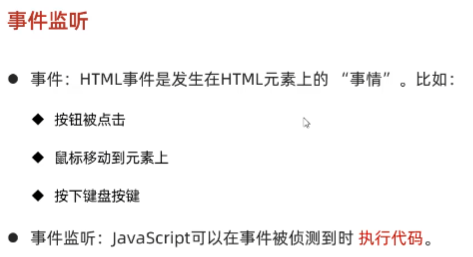 事件监听
事件：HTML事件是发生在HTML元素上的 “事情” 。比如：
按钮被点击
鼠标移动到元素上
按下键盘按键
事件监听：JavaScript可以在事件被侦测到时 执行代码。